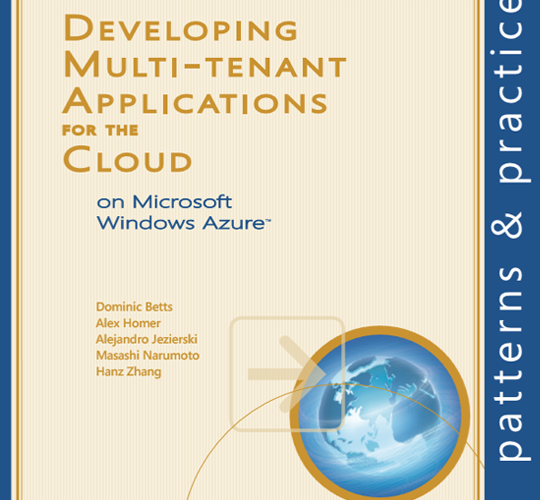 DEVELOPING
MULTI-TENANT
APPLICATIONS
FOR THE
CLOUD
on Microsoft
Windows Azure™
Dominic Betts
Alex Homer
Alejandro Jezierski
Masashi Narumoto
Hanz Zhang
patterns & practice